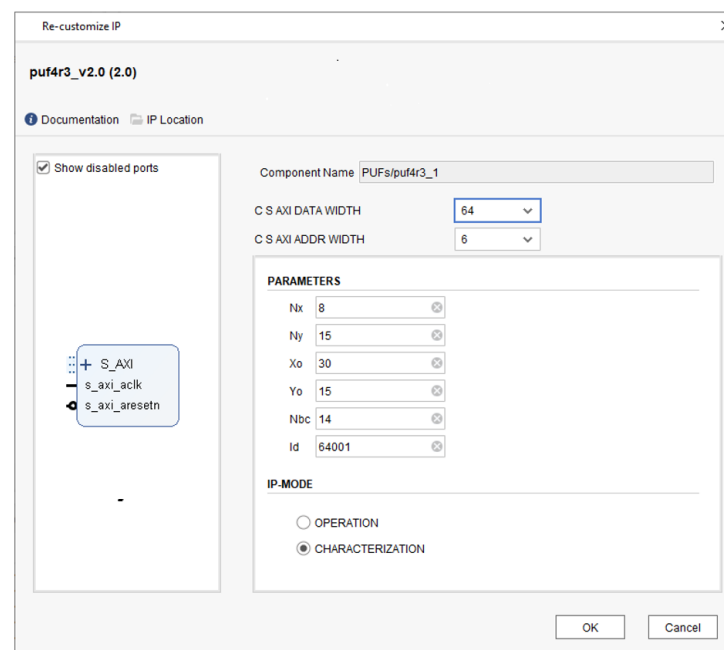 Re-customize IP
puf4r3_v2.0 (2.0)
Documentation IP Location
Show disabled ports
Component Name PUFs/puf4r3_1
C S AXI DATA WIDTH 64
C S AXI ADDR WIDTH 6
PARAMETERS
Nx 8
Ny 15
Xo 30
Yo 15
Nbc 14
Id 64001
S_AXI
s_axi_aclk
s_axi_aresetn
IP-MODE
OPERATION
CHARACTERIZATION
OK Cancel